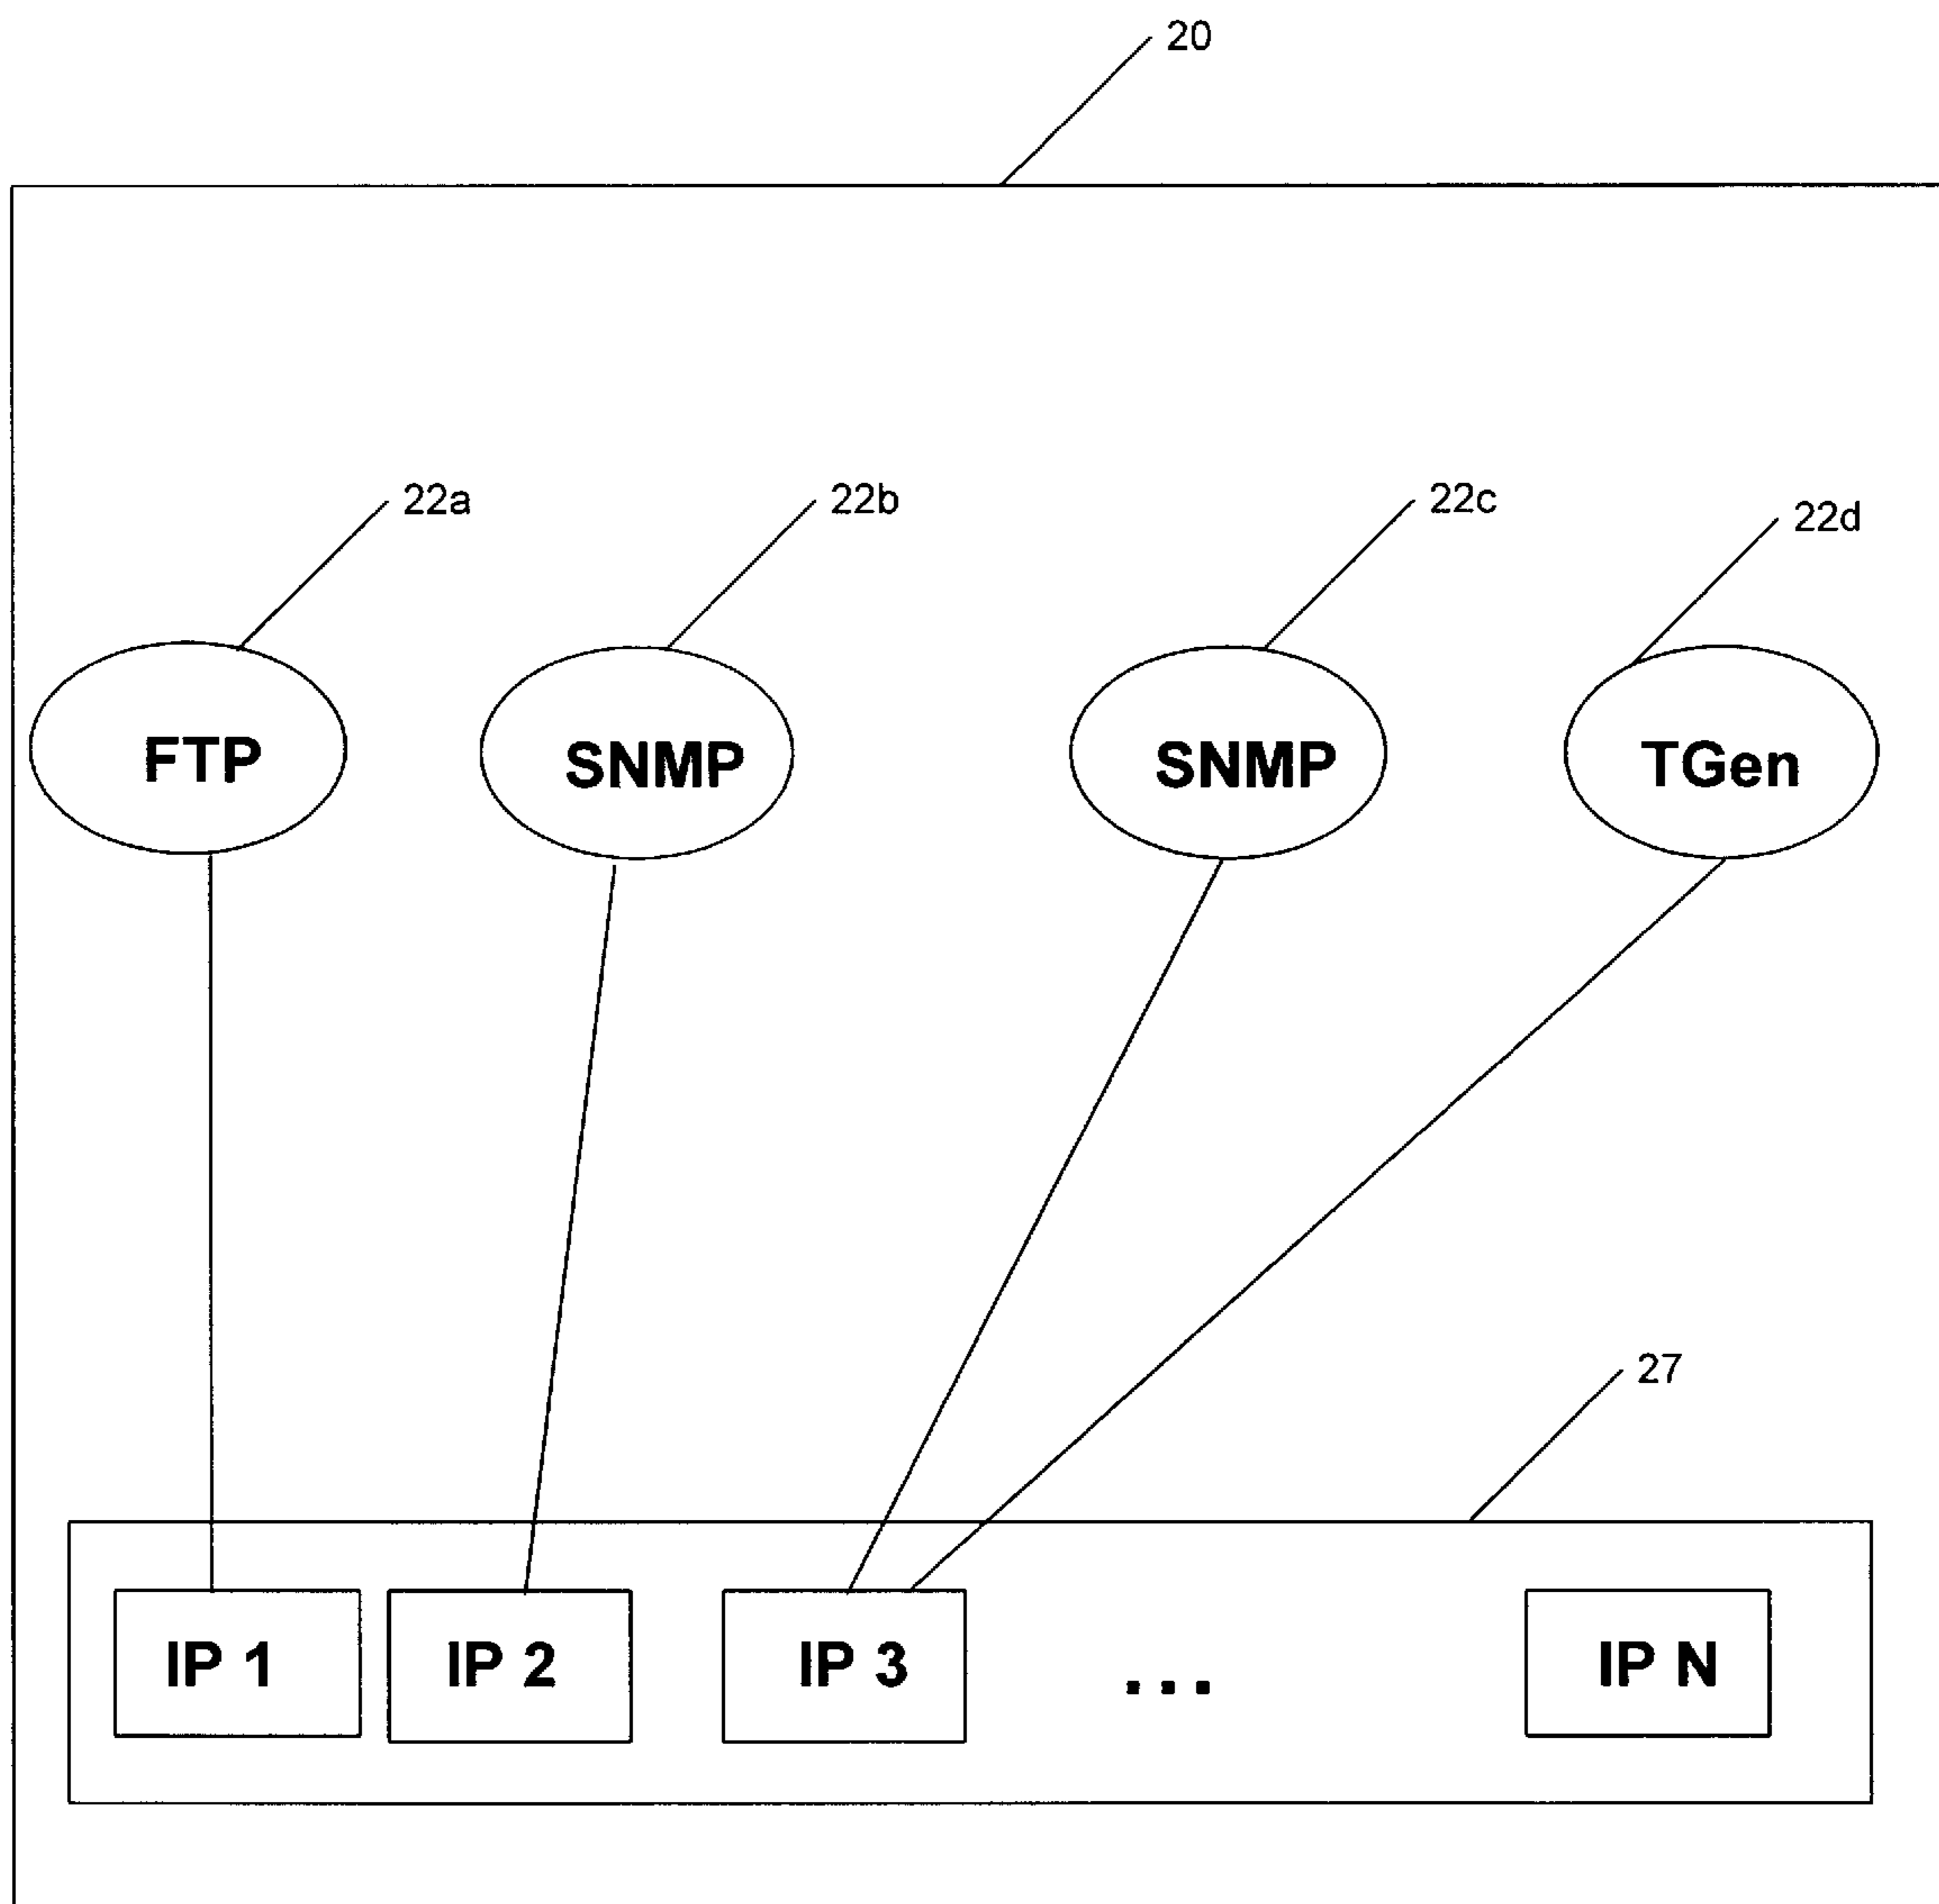 20
22a
22b
22c
22d
FTP
SNMP
SNMP
TGen
27
IP 1
IP 2
IP 3
...
IP N